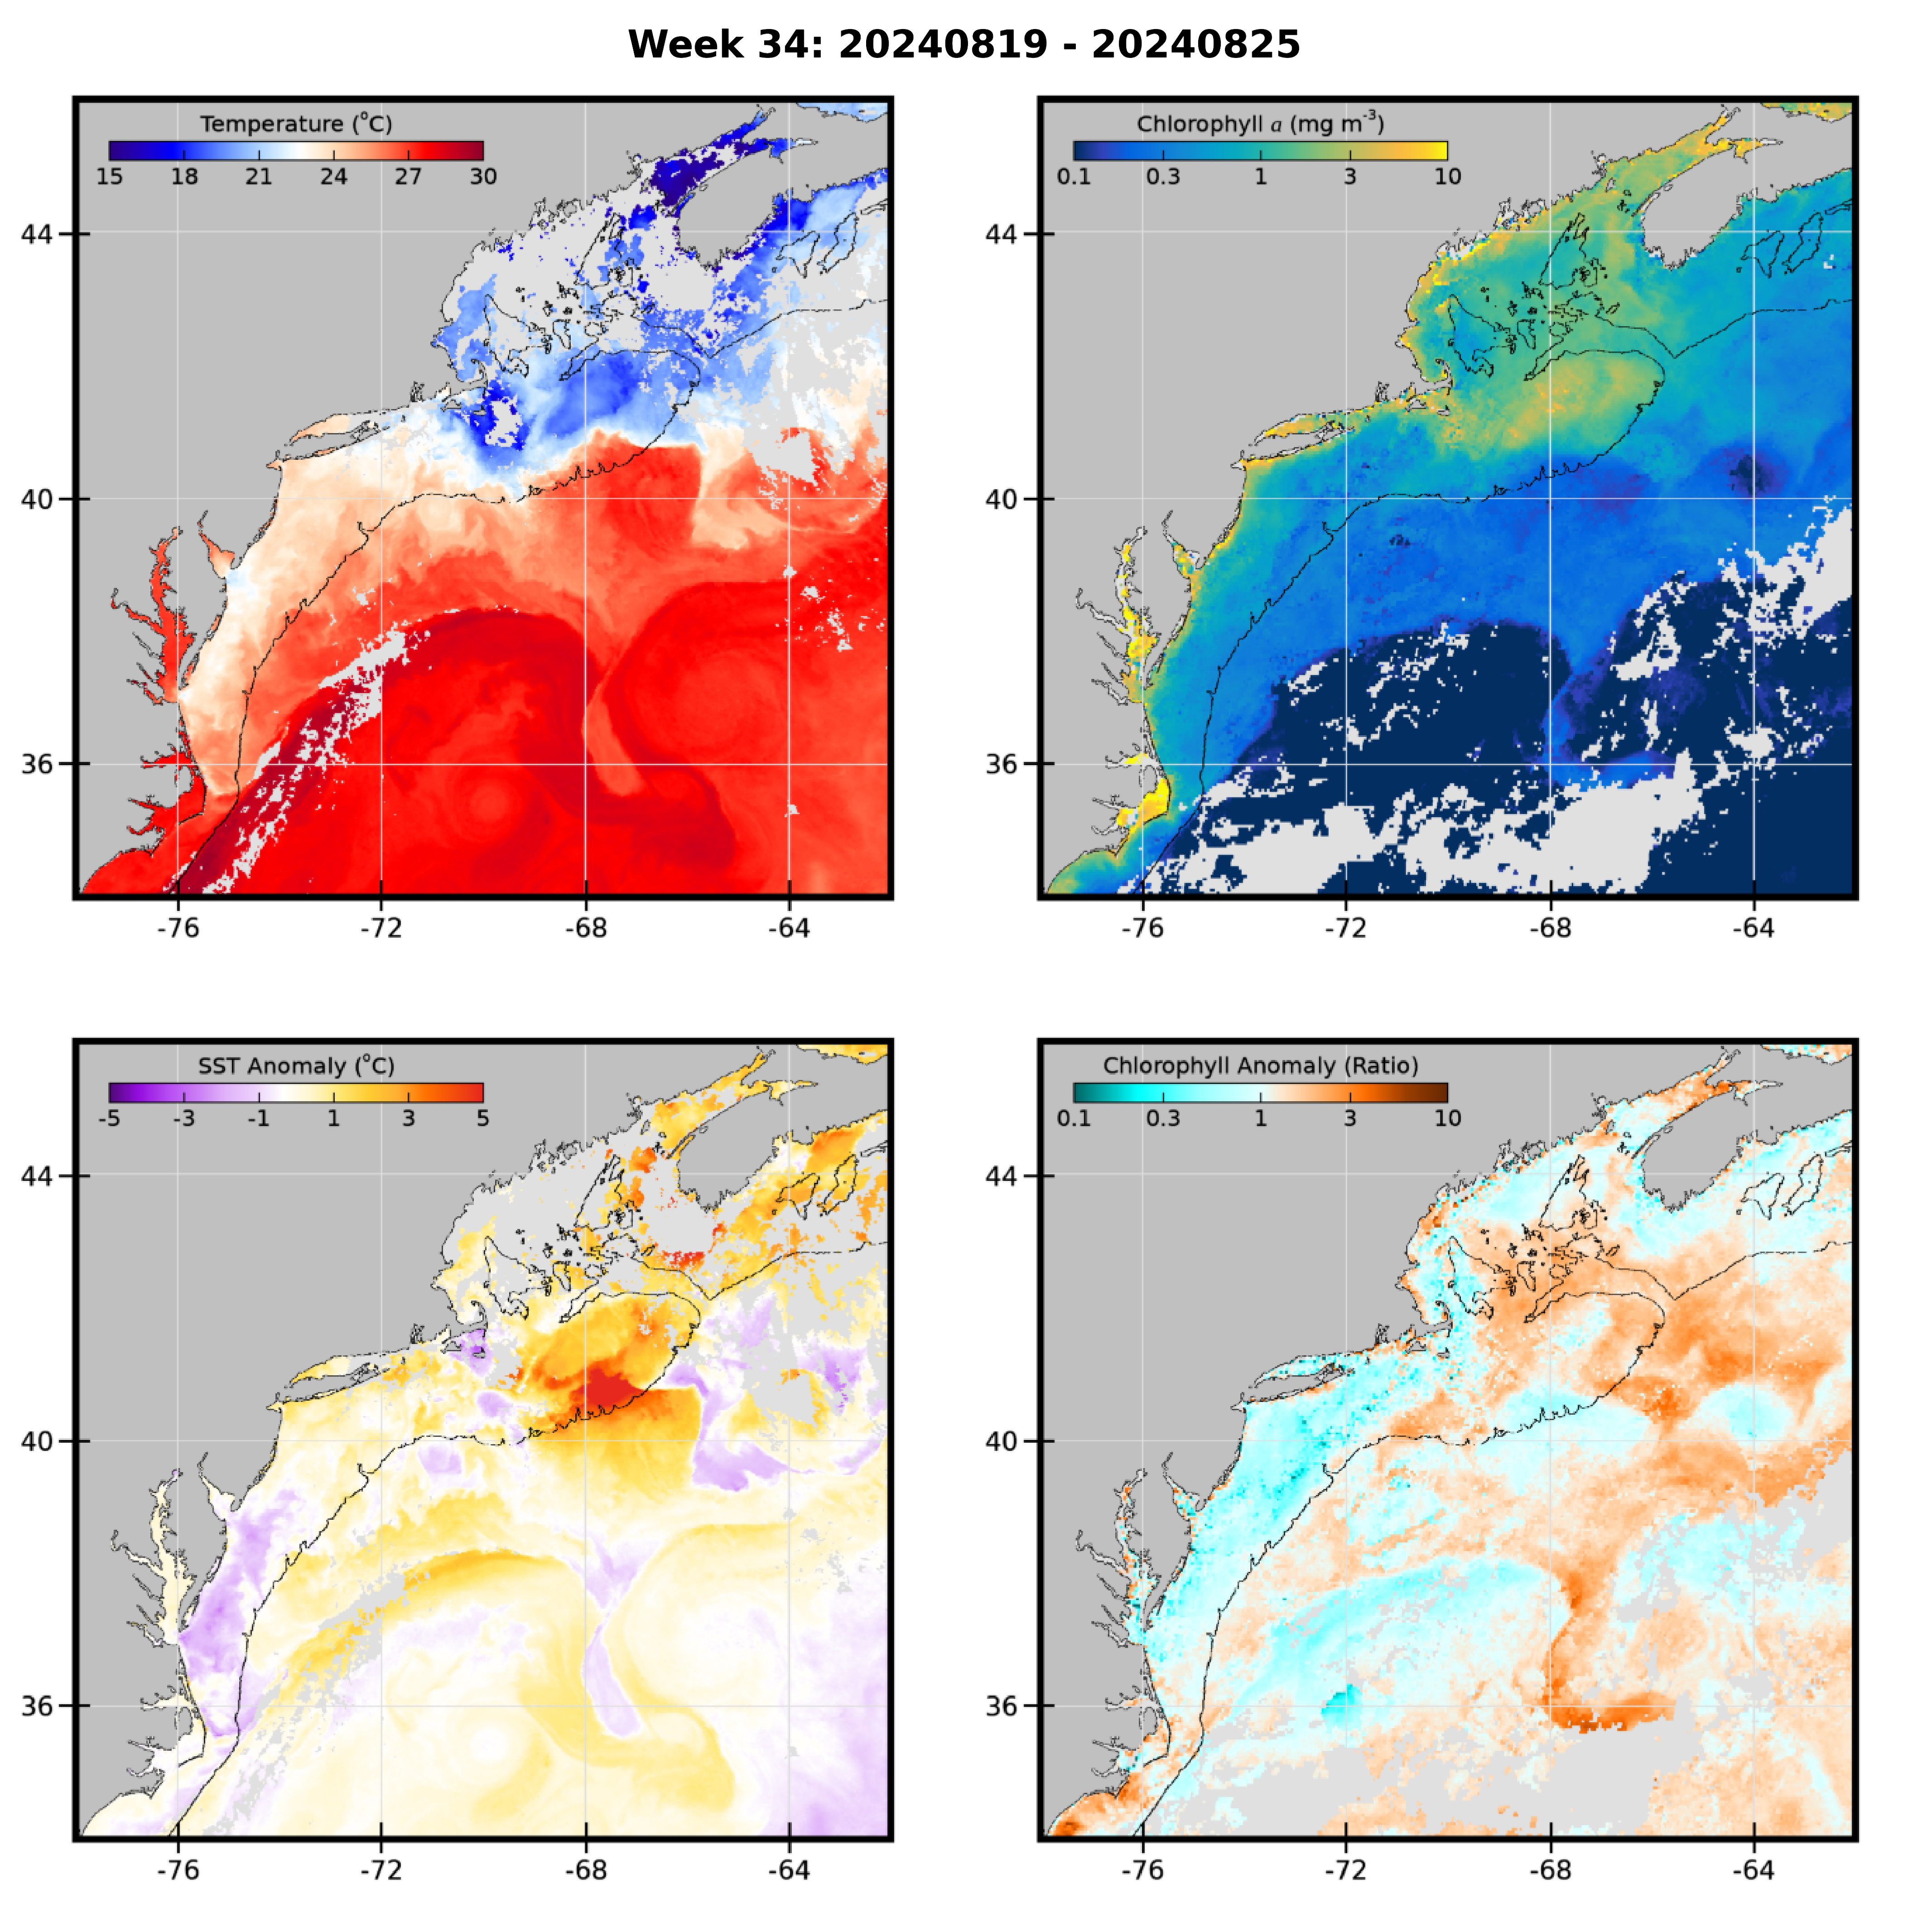 Week 34: 20240819 - 20240825
Temperature (°C)
15 18 21 24 27 30
44
40
36
-76 -72 -68 -64
Chlorophyll a (mg m⁻³)
0.1 0.3 1 3 10
44
40
36
-76 -72 -68 -64
SST Anomaly (°C)
-5 -3 -1 1 3 5
44
40
36
-76 -72 -68 -64
Chlorophyll Anomaly (Ratio)
0.1 0.3 1 3 10
44
40
36
-76 -72 -68 -64